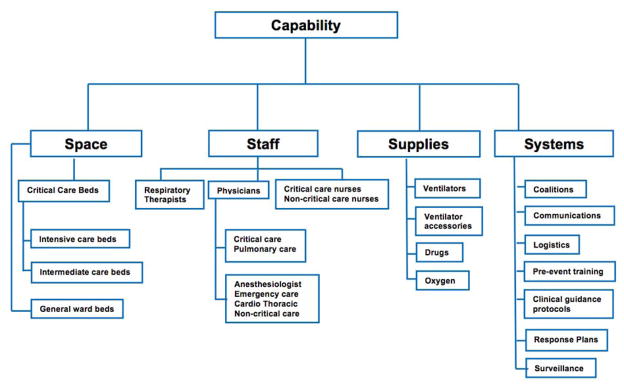 Capability
Space
Staff
Supplies
Systems
Critical Care Beds
Intensive care beds
Intermediate care beds
General ward beds
Respiratory
Therapists
Physicians
Critical care nurses
Non-critical care nurses
Critical care
Pulmonary care
Anesthesiologist
Emergency care
Cardio Thoracic
Non-critical care
Ventilators
Ventilator
accessories
Drugs
Oxygen
Coalitions
Communications
Logistics
Pre-event training
Clinical guidance
protocols
Response Plans
Surveillance